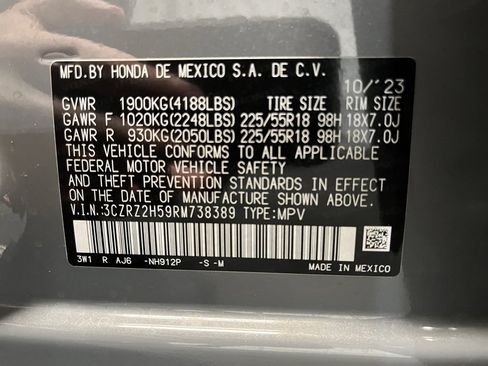 MFD.BY HONDA DE MEXICO S.A. DE C.V.
10/'23
GVWR 1900KG(4188LBS) TIRE SIZE RIM SIZE
GAWR F 1020KG(2248LBS) 225/55R18 98H 18X7.0J
GAWR R 930KG(2050LBS) 225/55R18 98H 18X7.0J
THIS VEHICLE CONFORMS TO ALL APPLICABLE
FEDERAL MOTOR VEHICLE SAFETY
AND THEFT PREVENTION STANDARDS IN EFFECT
ON THE DATE OF MANUFACTURE SHOWN ABOVE.
V.I.N.:3CZRZ2H59RM738389 TYPE:MPV
3W1 R AJ6 -NH912P -S -M
MADE IN MEXICO